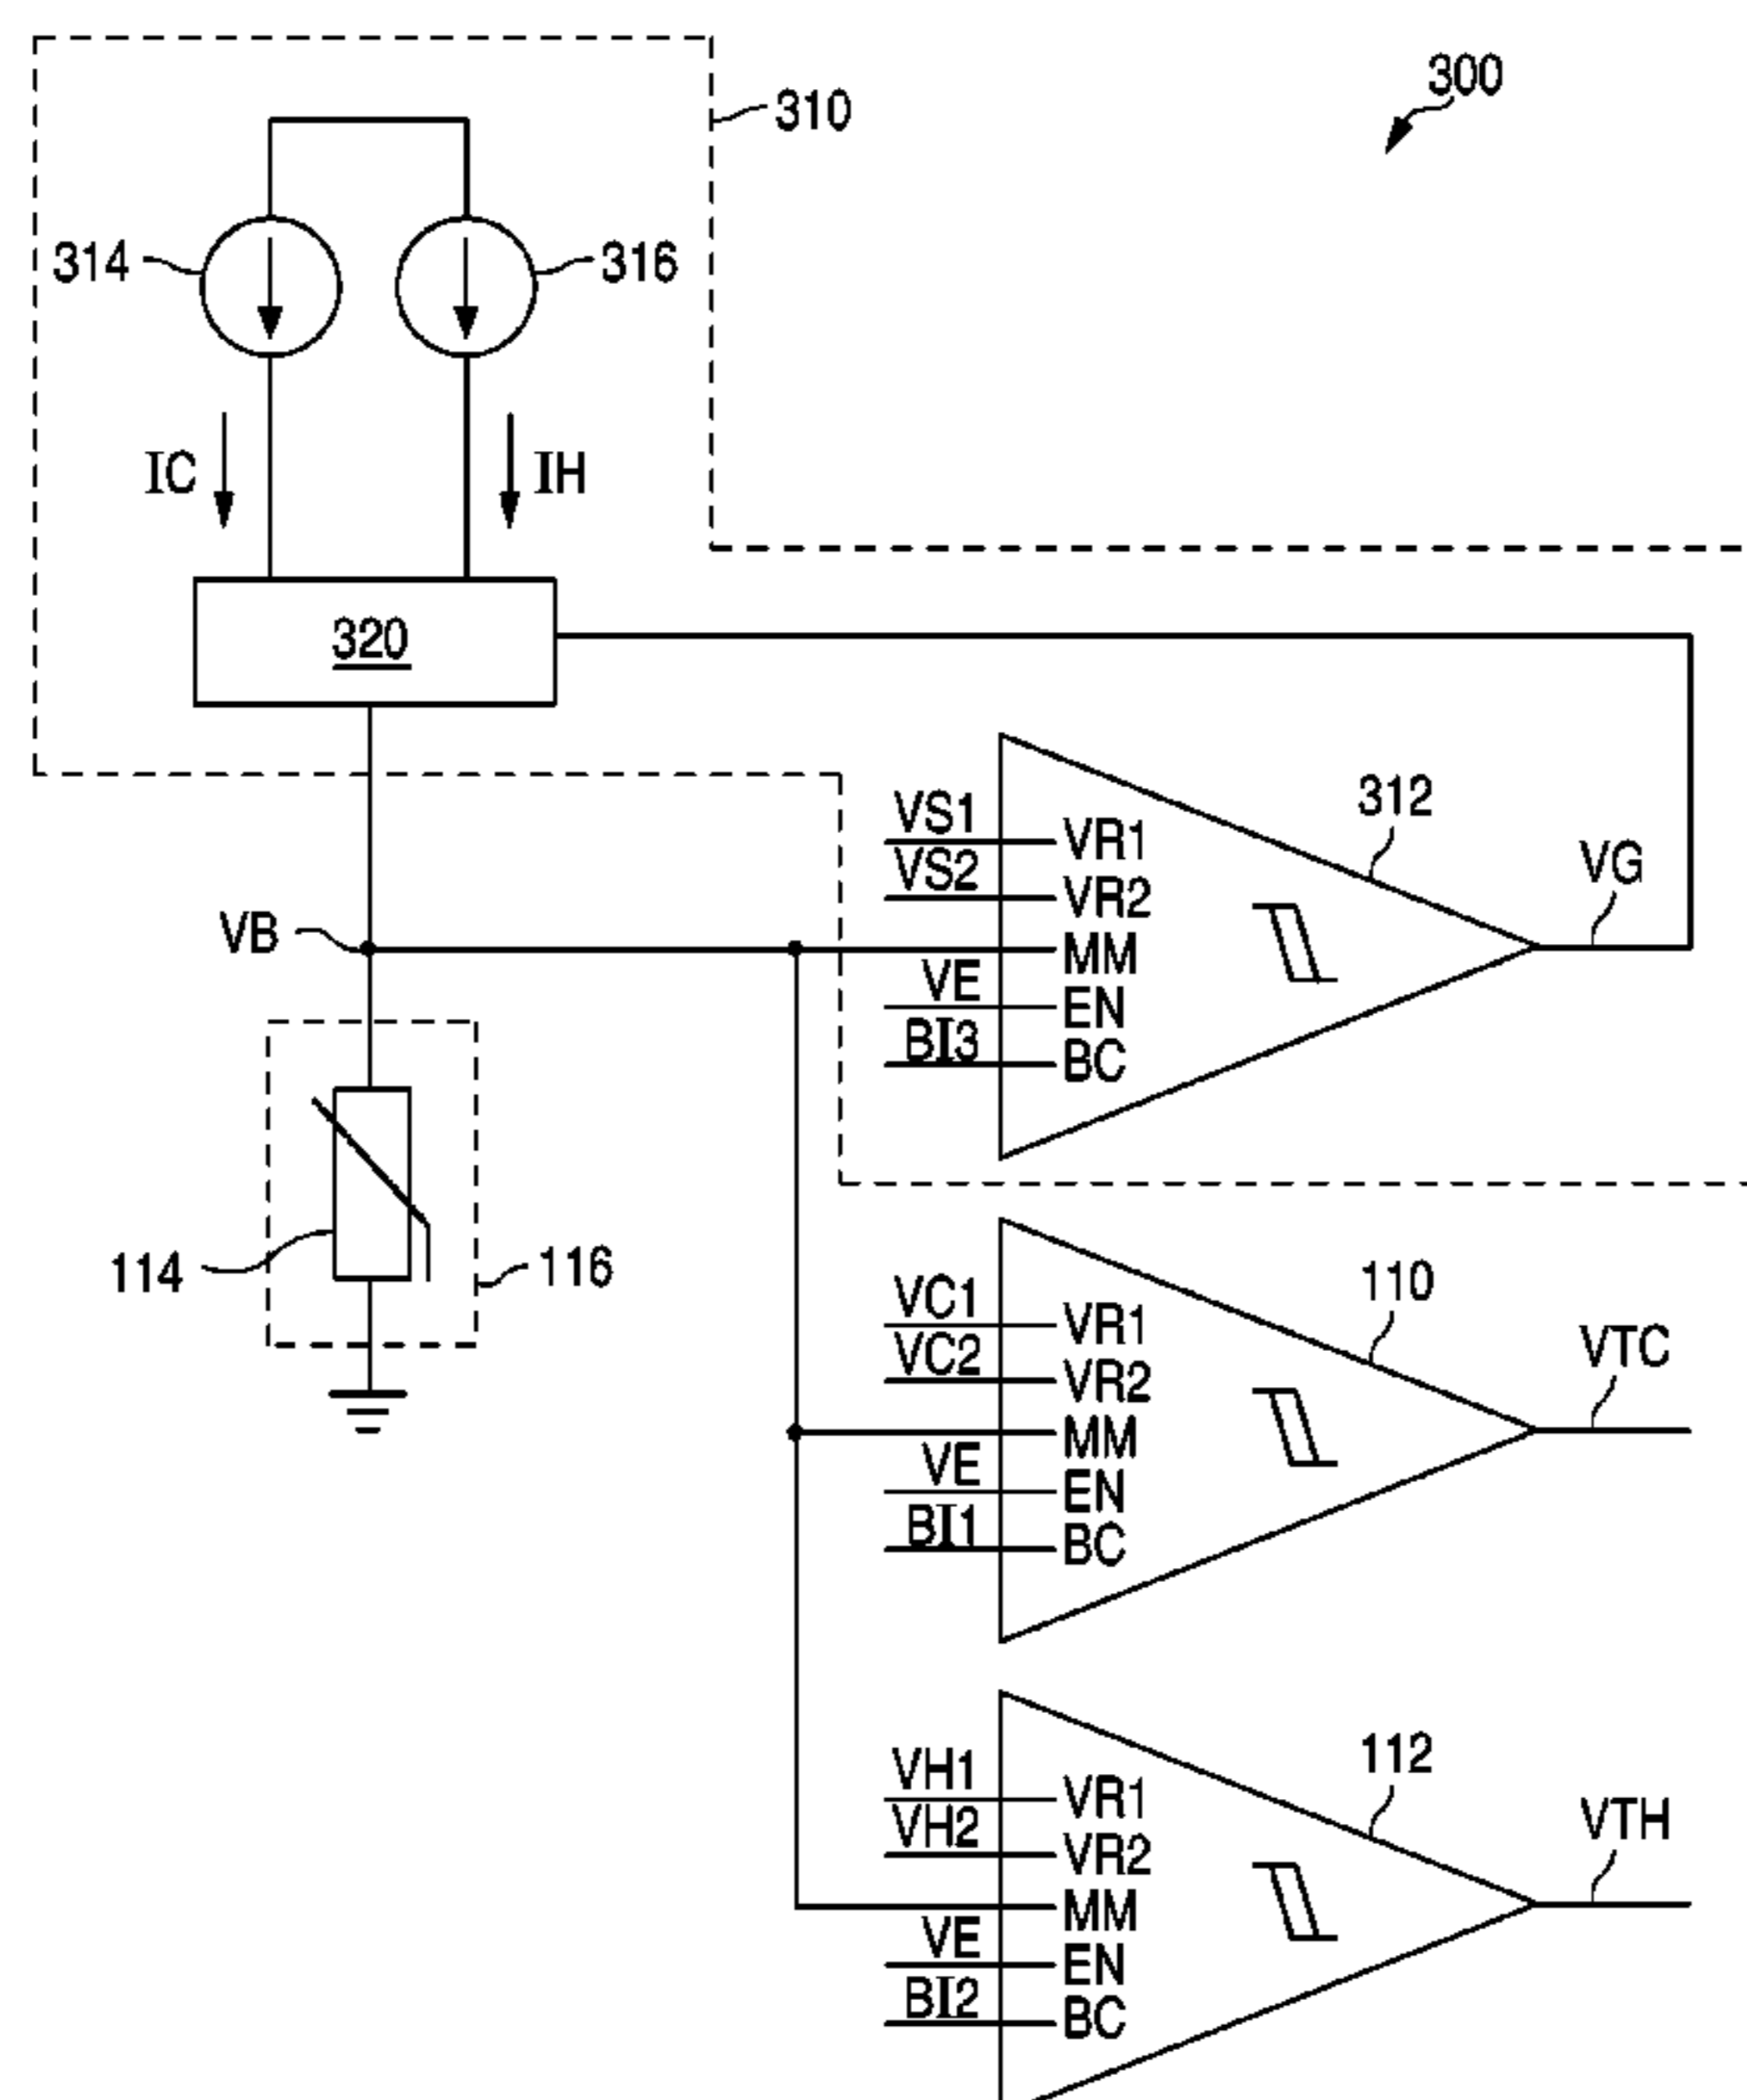 300
310
314
316
IC
IH
320
312
VS1
VR1
VS2
VR2
VG
VB
MM
VE
EN
BI3
BC
114
116
110
VC1
VR1
VC2
VR2
VTC
MM
VE
EN
BI1
BC
112
VH1
VR1
VH2
VR2
VTH
MM
VE
EN
BI2
BC